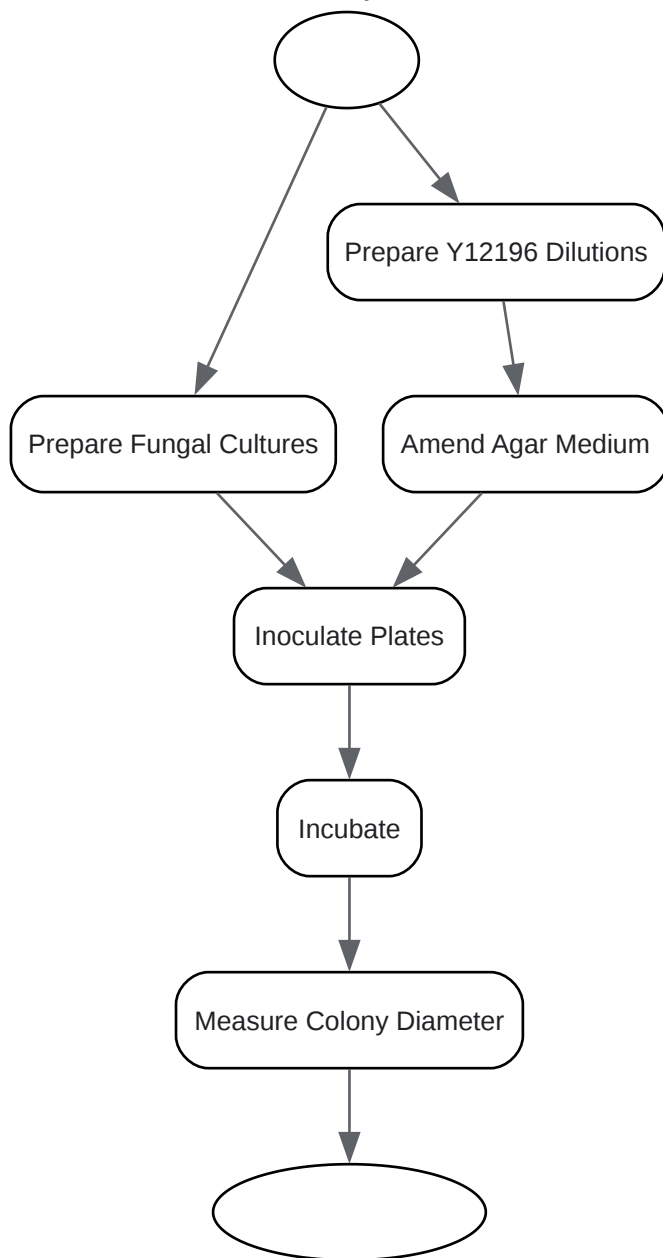 Prepare Y12196 Dilutions
Prepare Fungal Cultures
Amend Agar Medium
Inoculate Plates
Incubate
Measure Colony Diameter